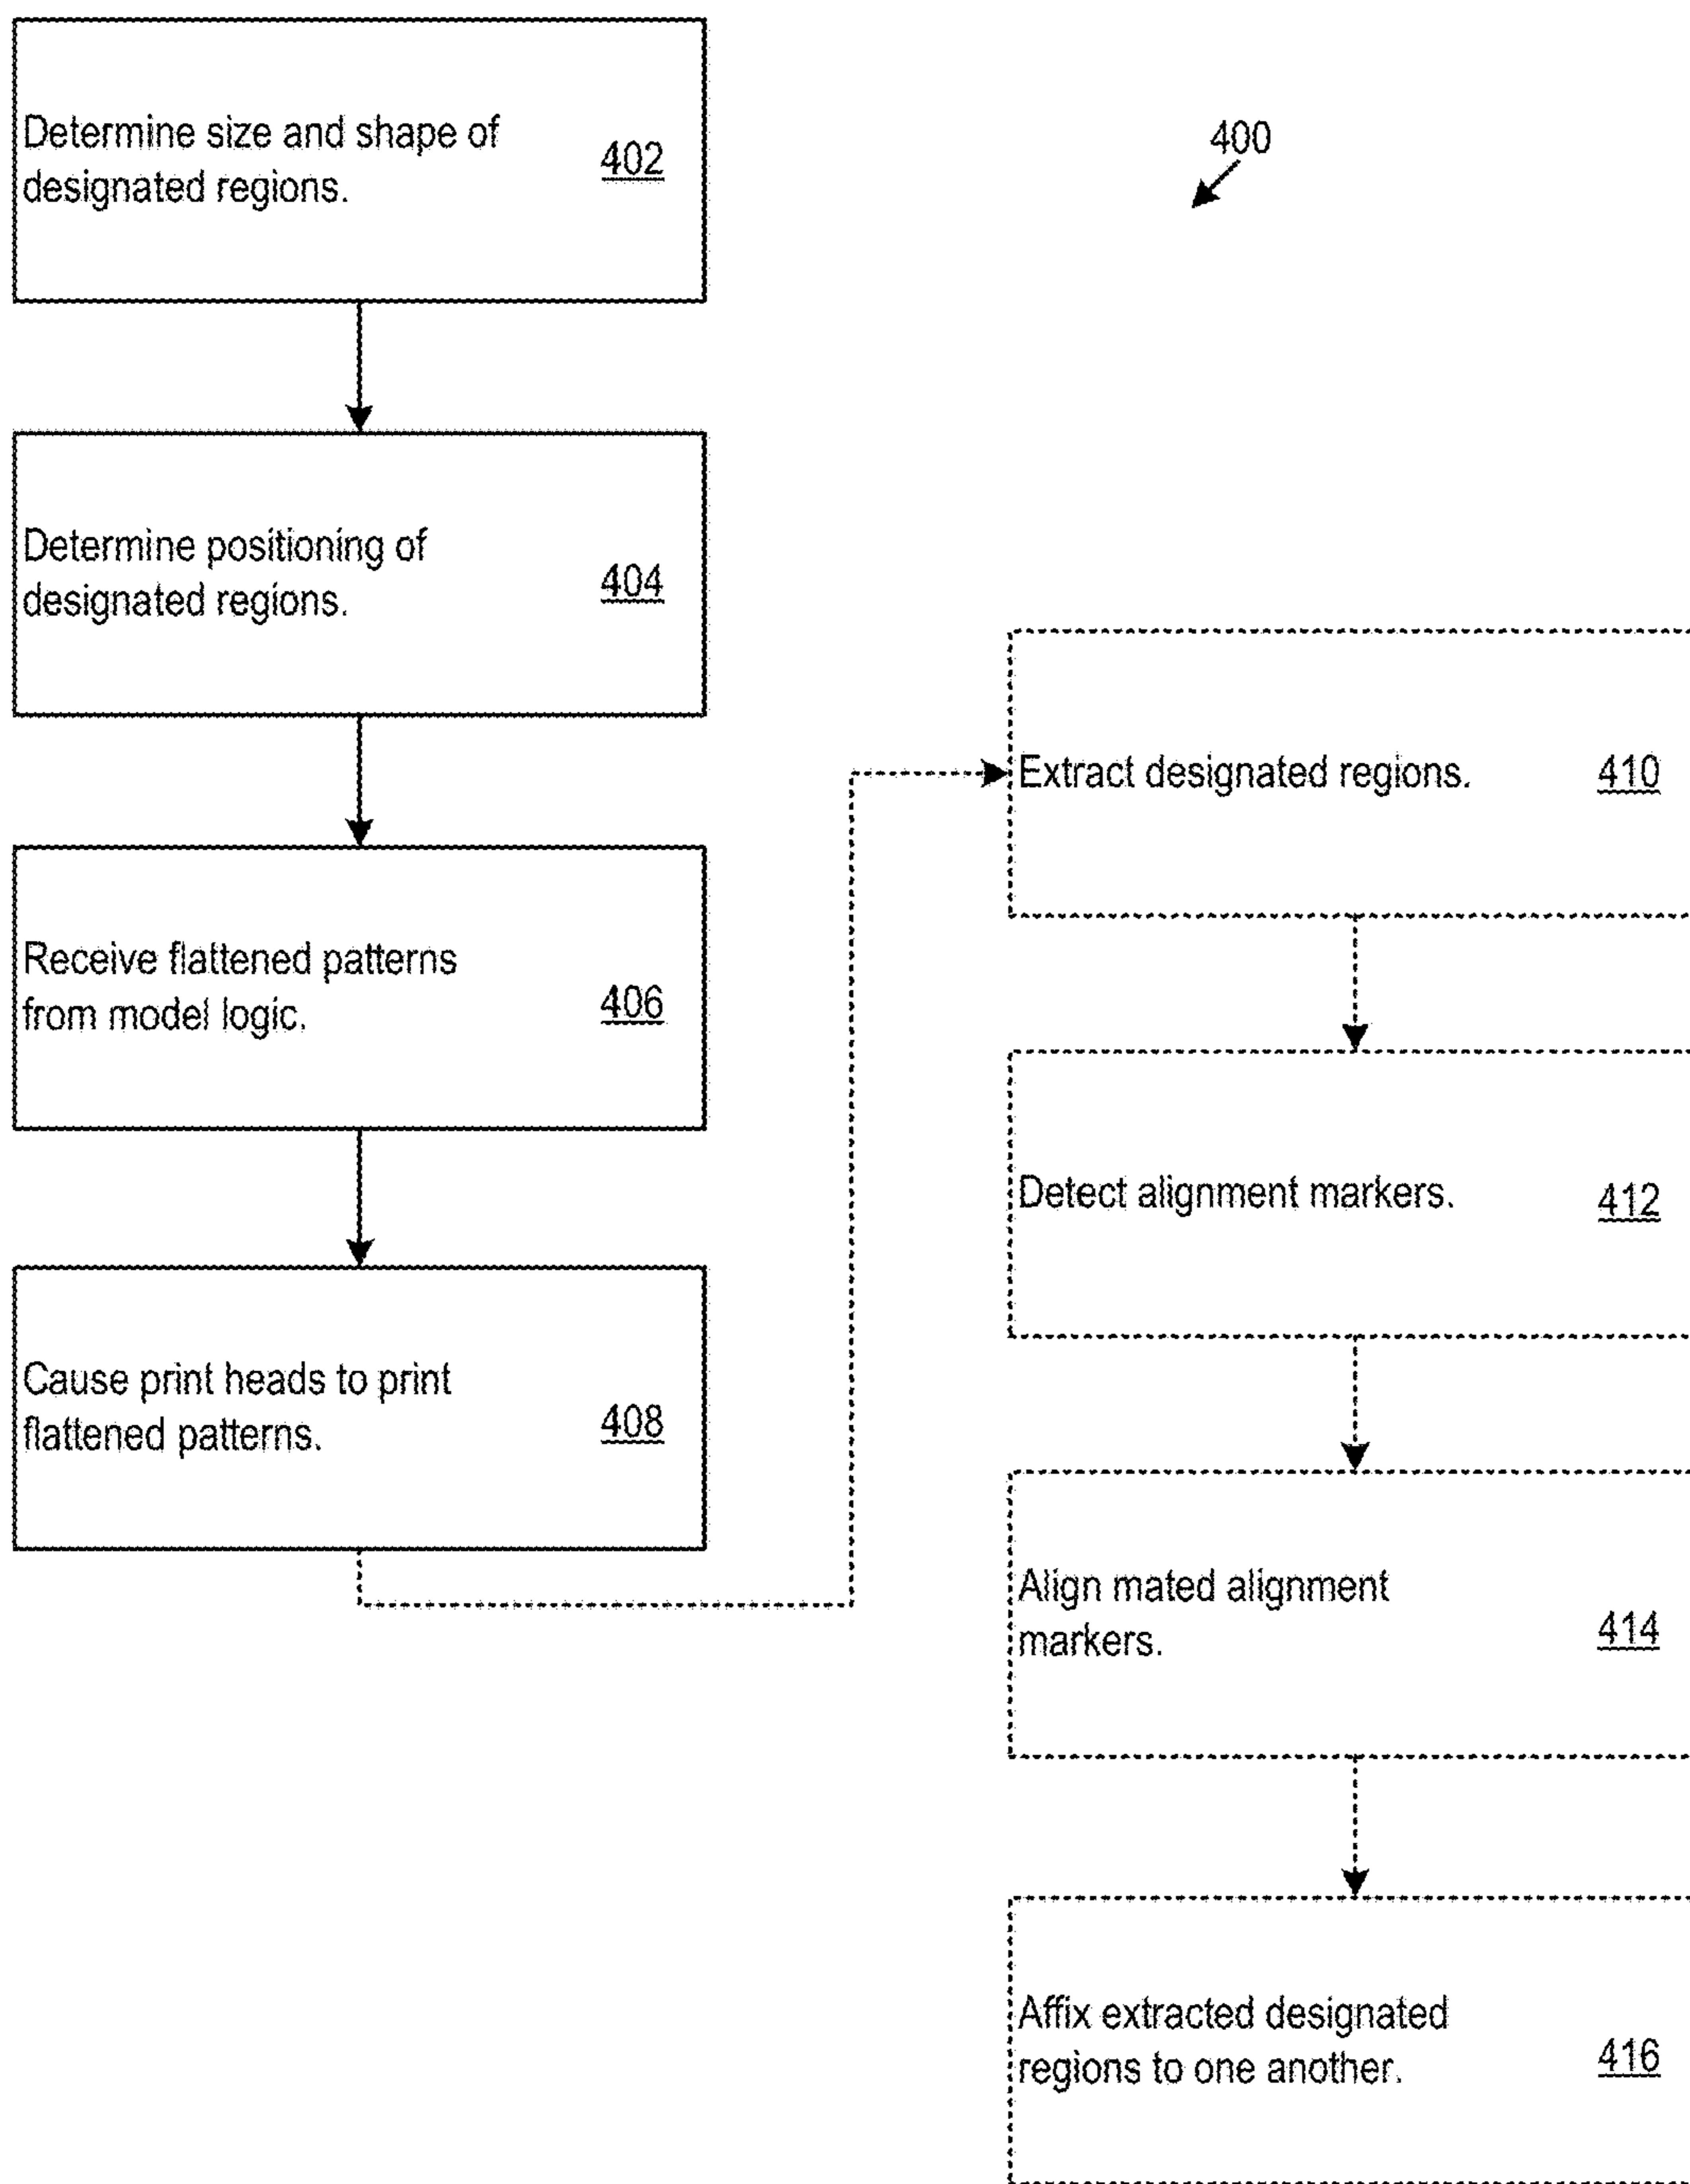 Determine size and shape of
designated regions.
402
400
Determine positioning of
designated regions.
404
Receive flattened patterns
from model logic.
406
Cause print heads to print
flattened patterns.
408
Extract designated regions.
410
Detect alignment markers.
412
Align mated alignment
markers.
414
Affix extracted designated
regions to one another.
416